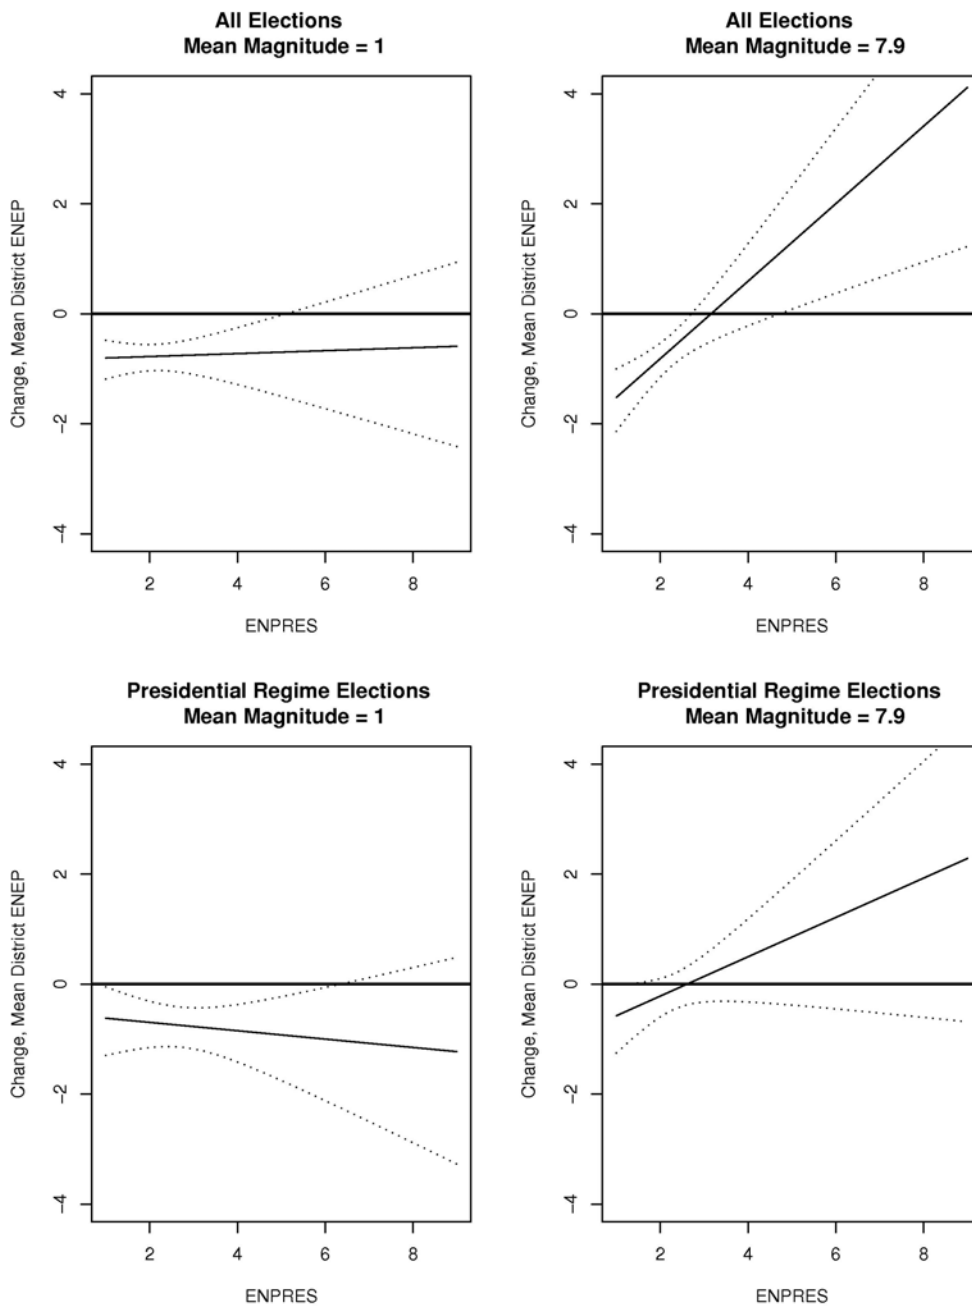 All Elections
Mean Magnitude = 1
4
2
0
−2
−4
Change, Mean District ENEP
2 4 6 8
ENPRES
All Elections
Mean Magnitude = 7.9
4
2
0
−2
−4
Change, Mean District ENEP
2 4 6 8
ENPRES
Presidential Regime Elections
Mean Magnitude = 1
4
2
0
−2
−4
Change, Mean District ENEP
2 4 6 8
ENPRES
Presidential Regime Elections
Mean Magnitude = 7.9
4
2
0
−2
−4
Change, Mean District ENEP
2 4 6 8
ENPRES